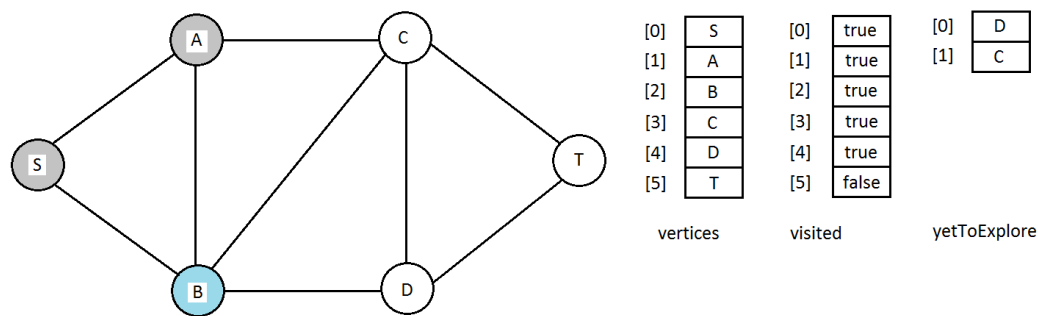 A
C
S
T
B
D
[0] S
[1] A
[2] B
[3] C
[4] D
[5] T
vertices
[0] true
[1] true
[2] true
[3] true
[4] true
[5] false
visited
[0] D
[1] C
yetToExplore